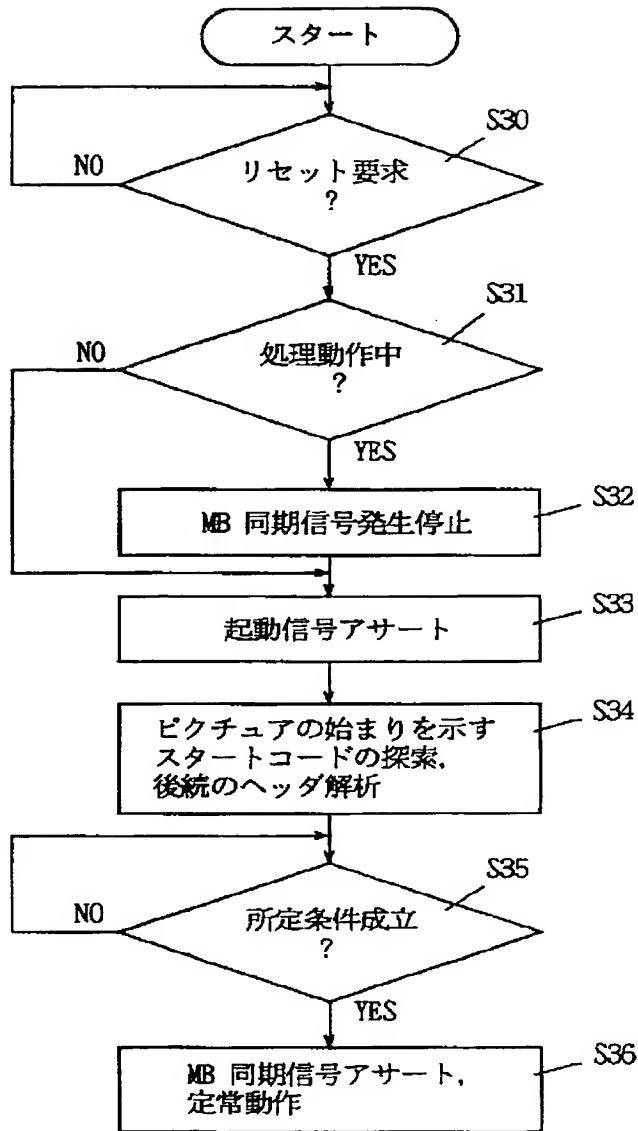 スタート
S30
リセット要求
?
NO
YES
S31
処理動作中
?
NO
YES
S32
MB 同期信号発生停止
S33
起動信号アサート
S34
ピクチュアの始まりを示す
スタートコードの探索,
後続のヘッダ解析
S35
所定条件成立
?
NO
YES
S36
MB 同期信号アサート,
定常動作